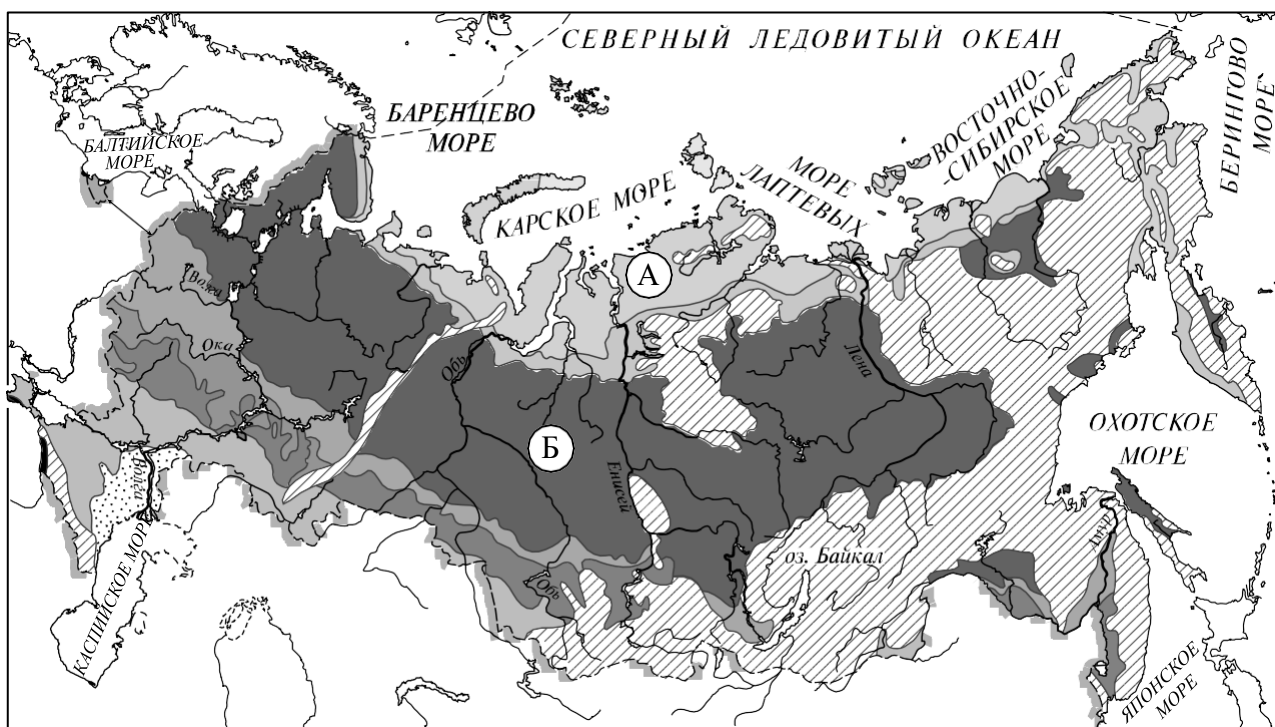 СЕВЕРНЫЙ ЛЕДОВИТЫЙ ОКЕАН
БАРЕНЦЕВО
МОРЕ
БАЛТИЙСКОЕ
МОРЕ
КАРСКОЕ МОРЕ
МОРЕ
ЛАПТЕВЫХ
ВОСТОЧНО-
-СИБИРСКОЕ
МОРЕ
БЕРИНГОВО
МОРЕ
А
Ока
Обь
Лена
Б
Енисей
Волга
ОХОТСКОЕ
МОРЕ
Амур
оз. Байкал
Обь
КАСПИЙСКОЕ МОРЕ
ЯПОНСКОЕ
МОРЕ